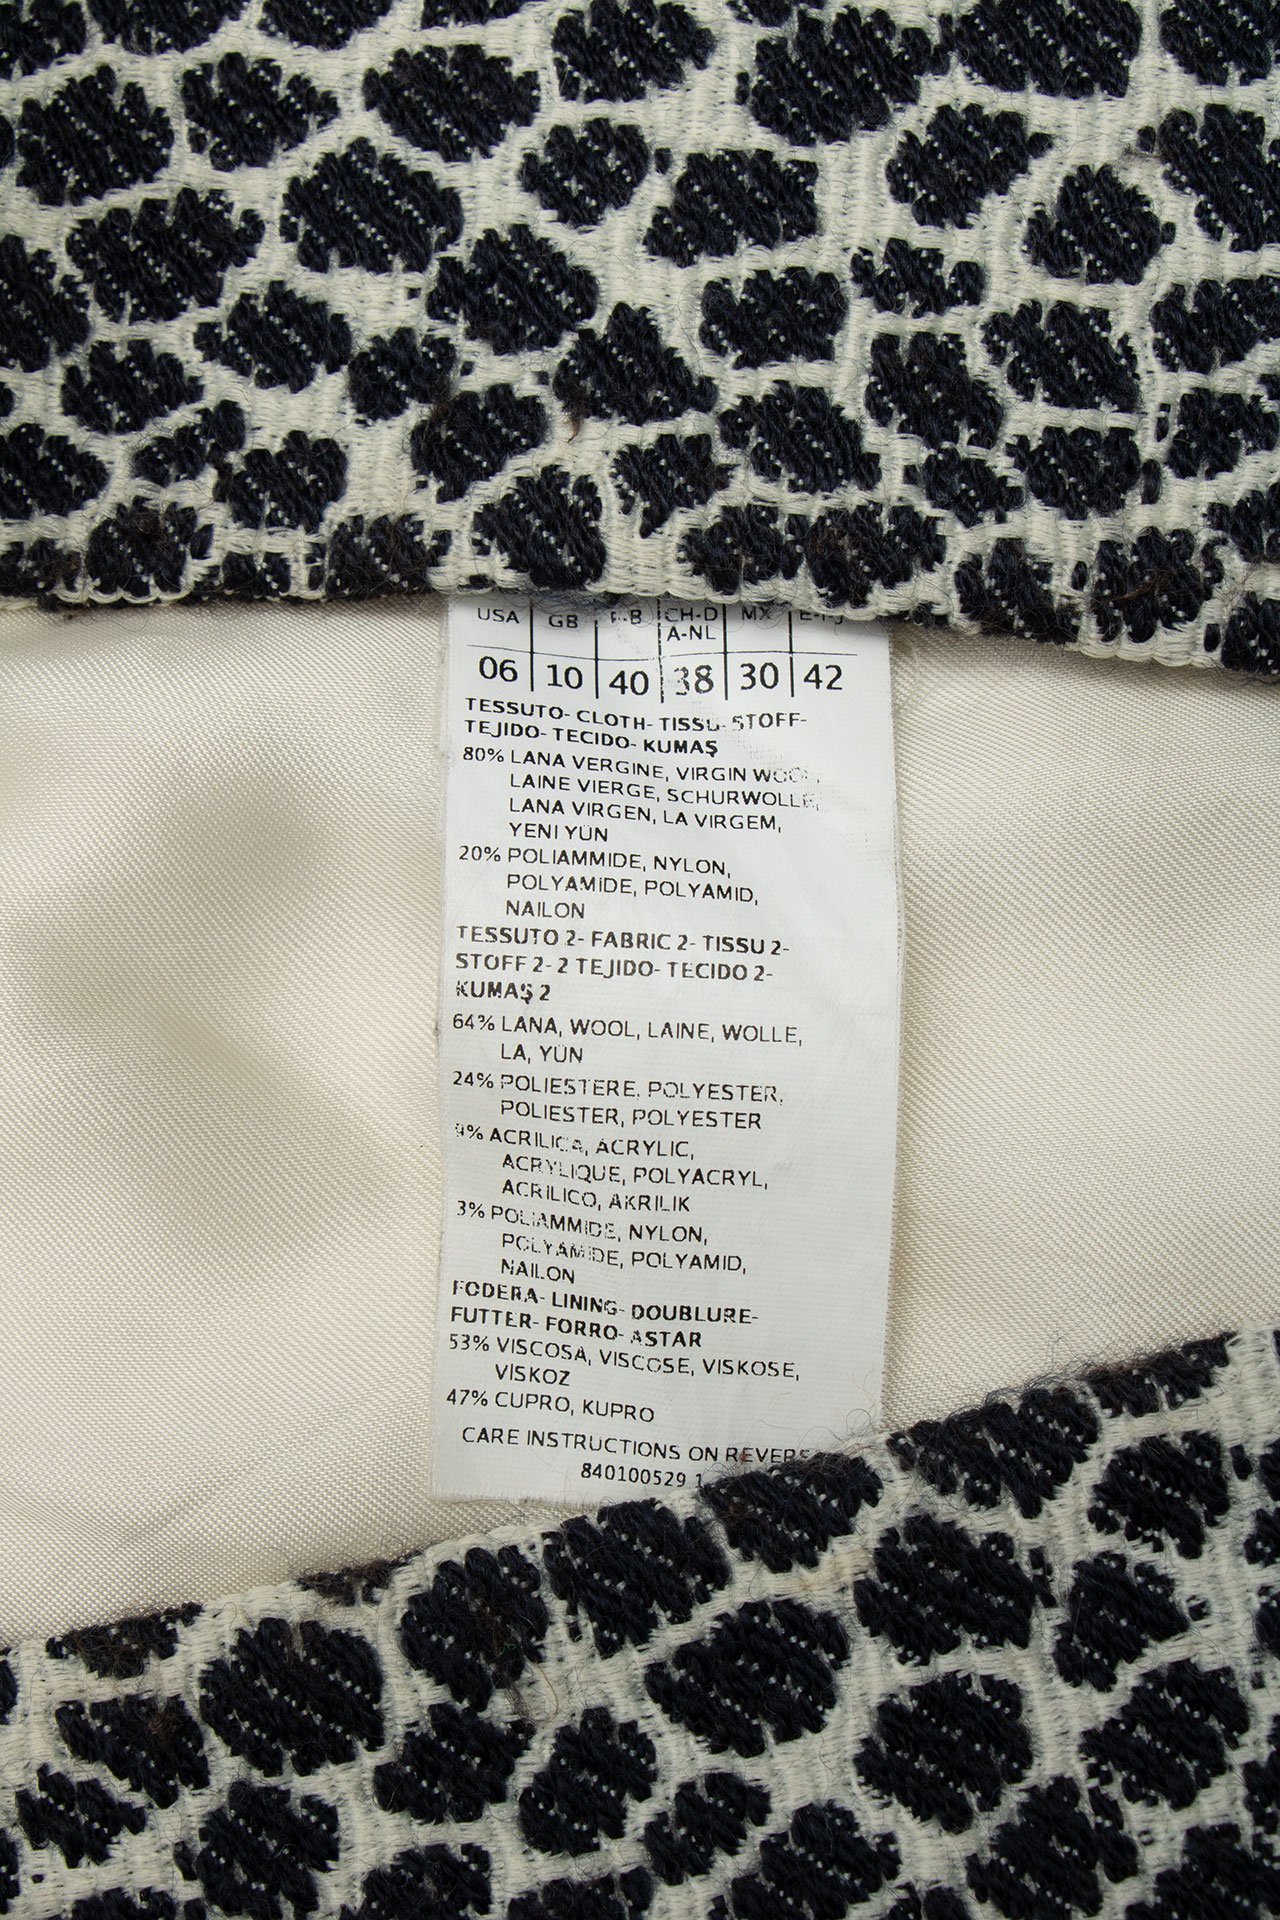 USA GB F-B CH-D MX E-I-J
A-NL
06 10 40 38 30 42
TESSUTO- CLOTH- TISSU- STOFF-
TEJIDO- TECIDO- KUMAŞ
80% LANA VERGINE, VIRGIN WOOL,
LAINE VIERGE, SCHURWOLLE,
LANA VIRGEN, LA VIRGEM,
YENI YÜN
20% POLIAMMIDE, NYLON,
POLYAMIDE, POLYAMID,
NAILON
TESSUTO 2- FABRIC 2- TISSU 2-
STOFF 2- 2 TEJIDO- TECIDO 2-
KUMAŞ 2
64% LANA, WOOL, LAINE, WOLLE,
LA, YÜN
24% POLIESTERE, POLYESTER,
POLIESTER, POLYESTER
9% ACRILICA, ACRYLIC,
ACRYLIQUE, POLYACRYL,
ACRILICO, AKRILIK
3% POLIAMMIDE, NYLON,
POLYAMIDE, POLYAMID,
NAILON
FODERA- LINING- DOUBLURE-
FUTTER- FORRO- ASTAR
53% VISCOSA, VISCOSE, VISKOSE,
VİSKOZ
47% CUPRO, KUPRO
CARE INSTRUCTIONS ON REVERS
840100529 1